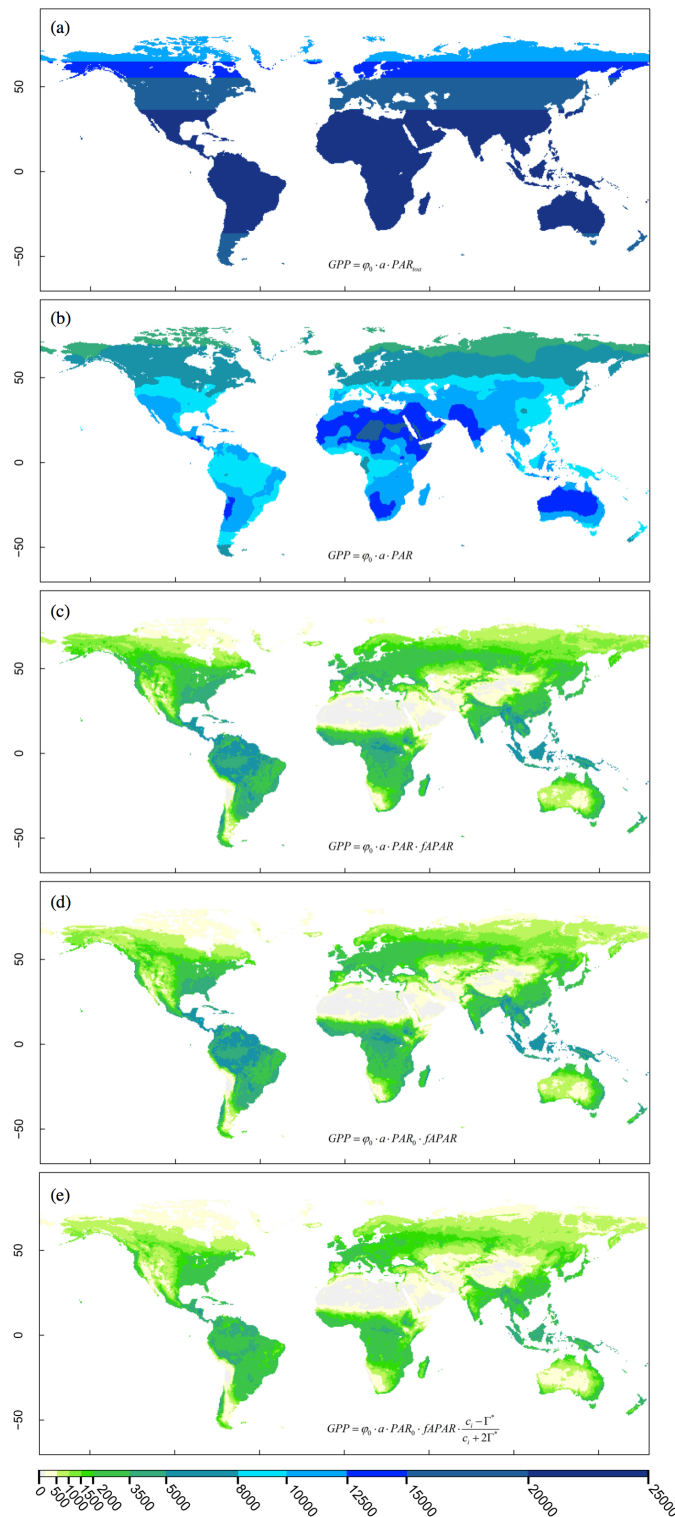 (a)
50
0
−50
GPP = φ₀ · a · PARₜₒₐ
(b)
50
0
−50
GPP = φ₀ · a · PAR
(c)
50
0
−50
GPP = φ₀ · a · PAR · fAPAR
(d)
50
0
−50
GPP = φ₀ · a · PAR₀ · fAPAR
(e)
50
0
−50
GPP = φ₀ · a · PAR₀ · fAPAR · (cᵢ − Γ*) / (cᵢ + 2Γ*)
0 500 1000 1500 2000 3500 5000 8000 10000 12500 15000 20000 25000